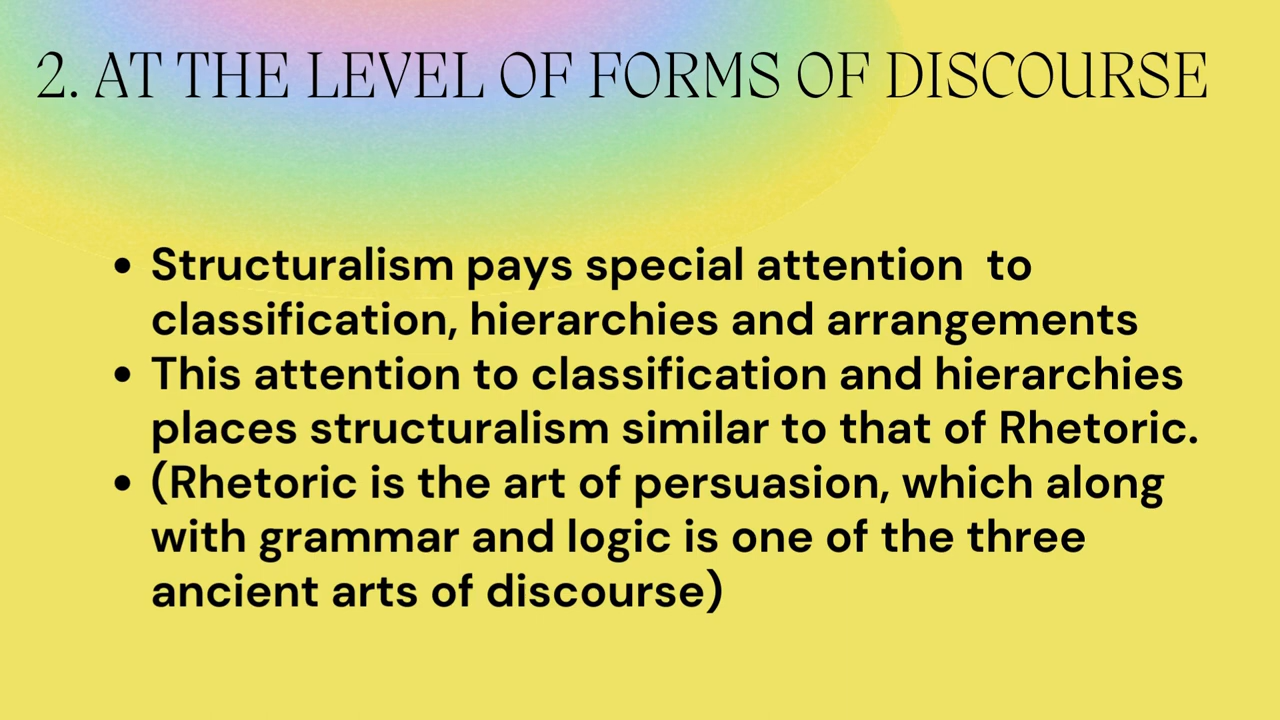 2. AT THE LEVEL OF FORMS OF DISCOURSE
• Structuralism pays special attention  to
classification, hierarchies and arrangements
• This attention to classification and hierarchies
places structuralism similar to that of Rhetoric.
• (Rhetoric is the art of persuasion, which along
with grammar and logic is one of the three
ancient arts of discourse)